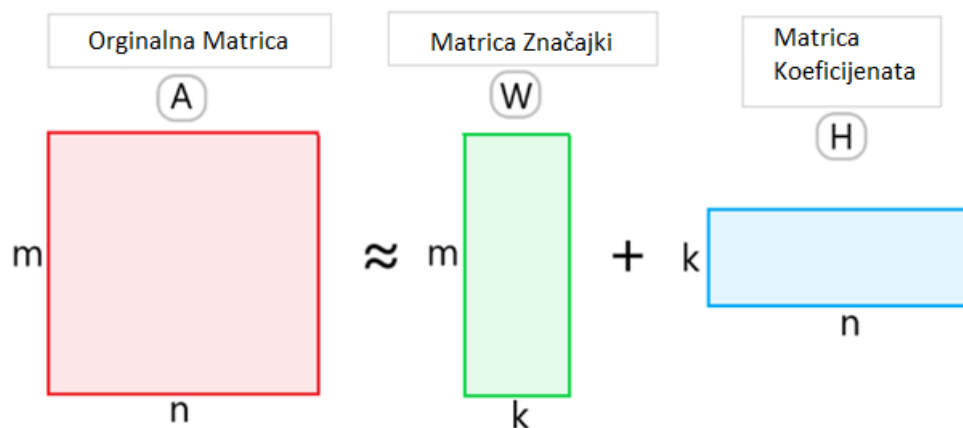 Orginalna Matrica
Matrica Značajki
Matrica
Koeficijenata
A
W
H
m
≈
m
+
k
n
k
n